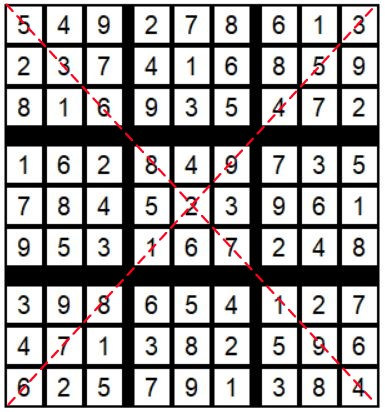 5 4 9 2 7 8 6 1 3
2 3 7 4 1 6 8 5 9
8 1 6 9 3 5 4 7 2
1 6 2 8 4 9 7 3 5
7 8 4 5 2 3 9 6 1
9 5 3 1 6 7 2 4 8
3 9 8 6 5 4 1 2 7
4 7 1 3 8 2 5 9 6
6 2 5 7 9 1 3 8 4